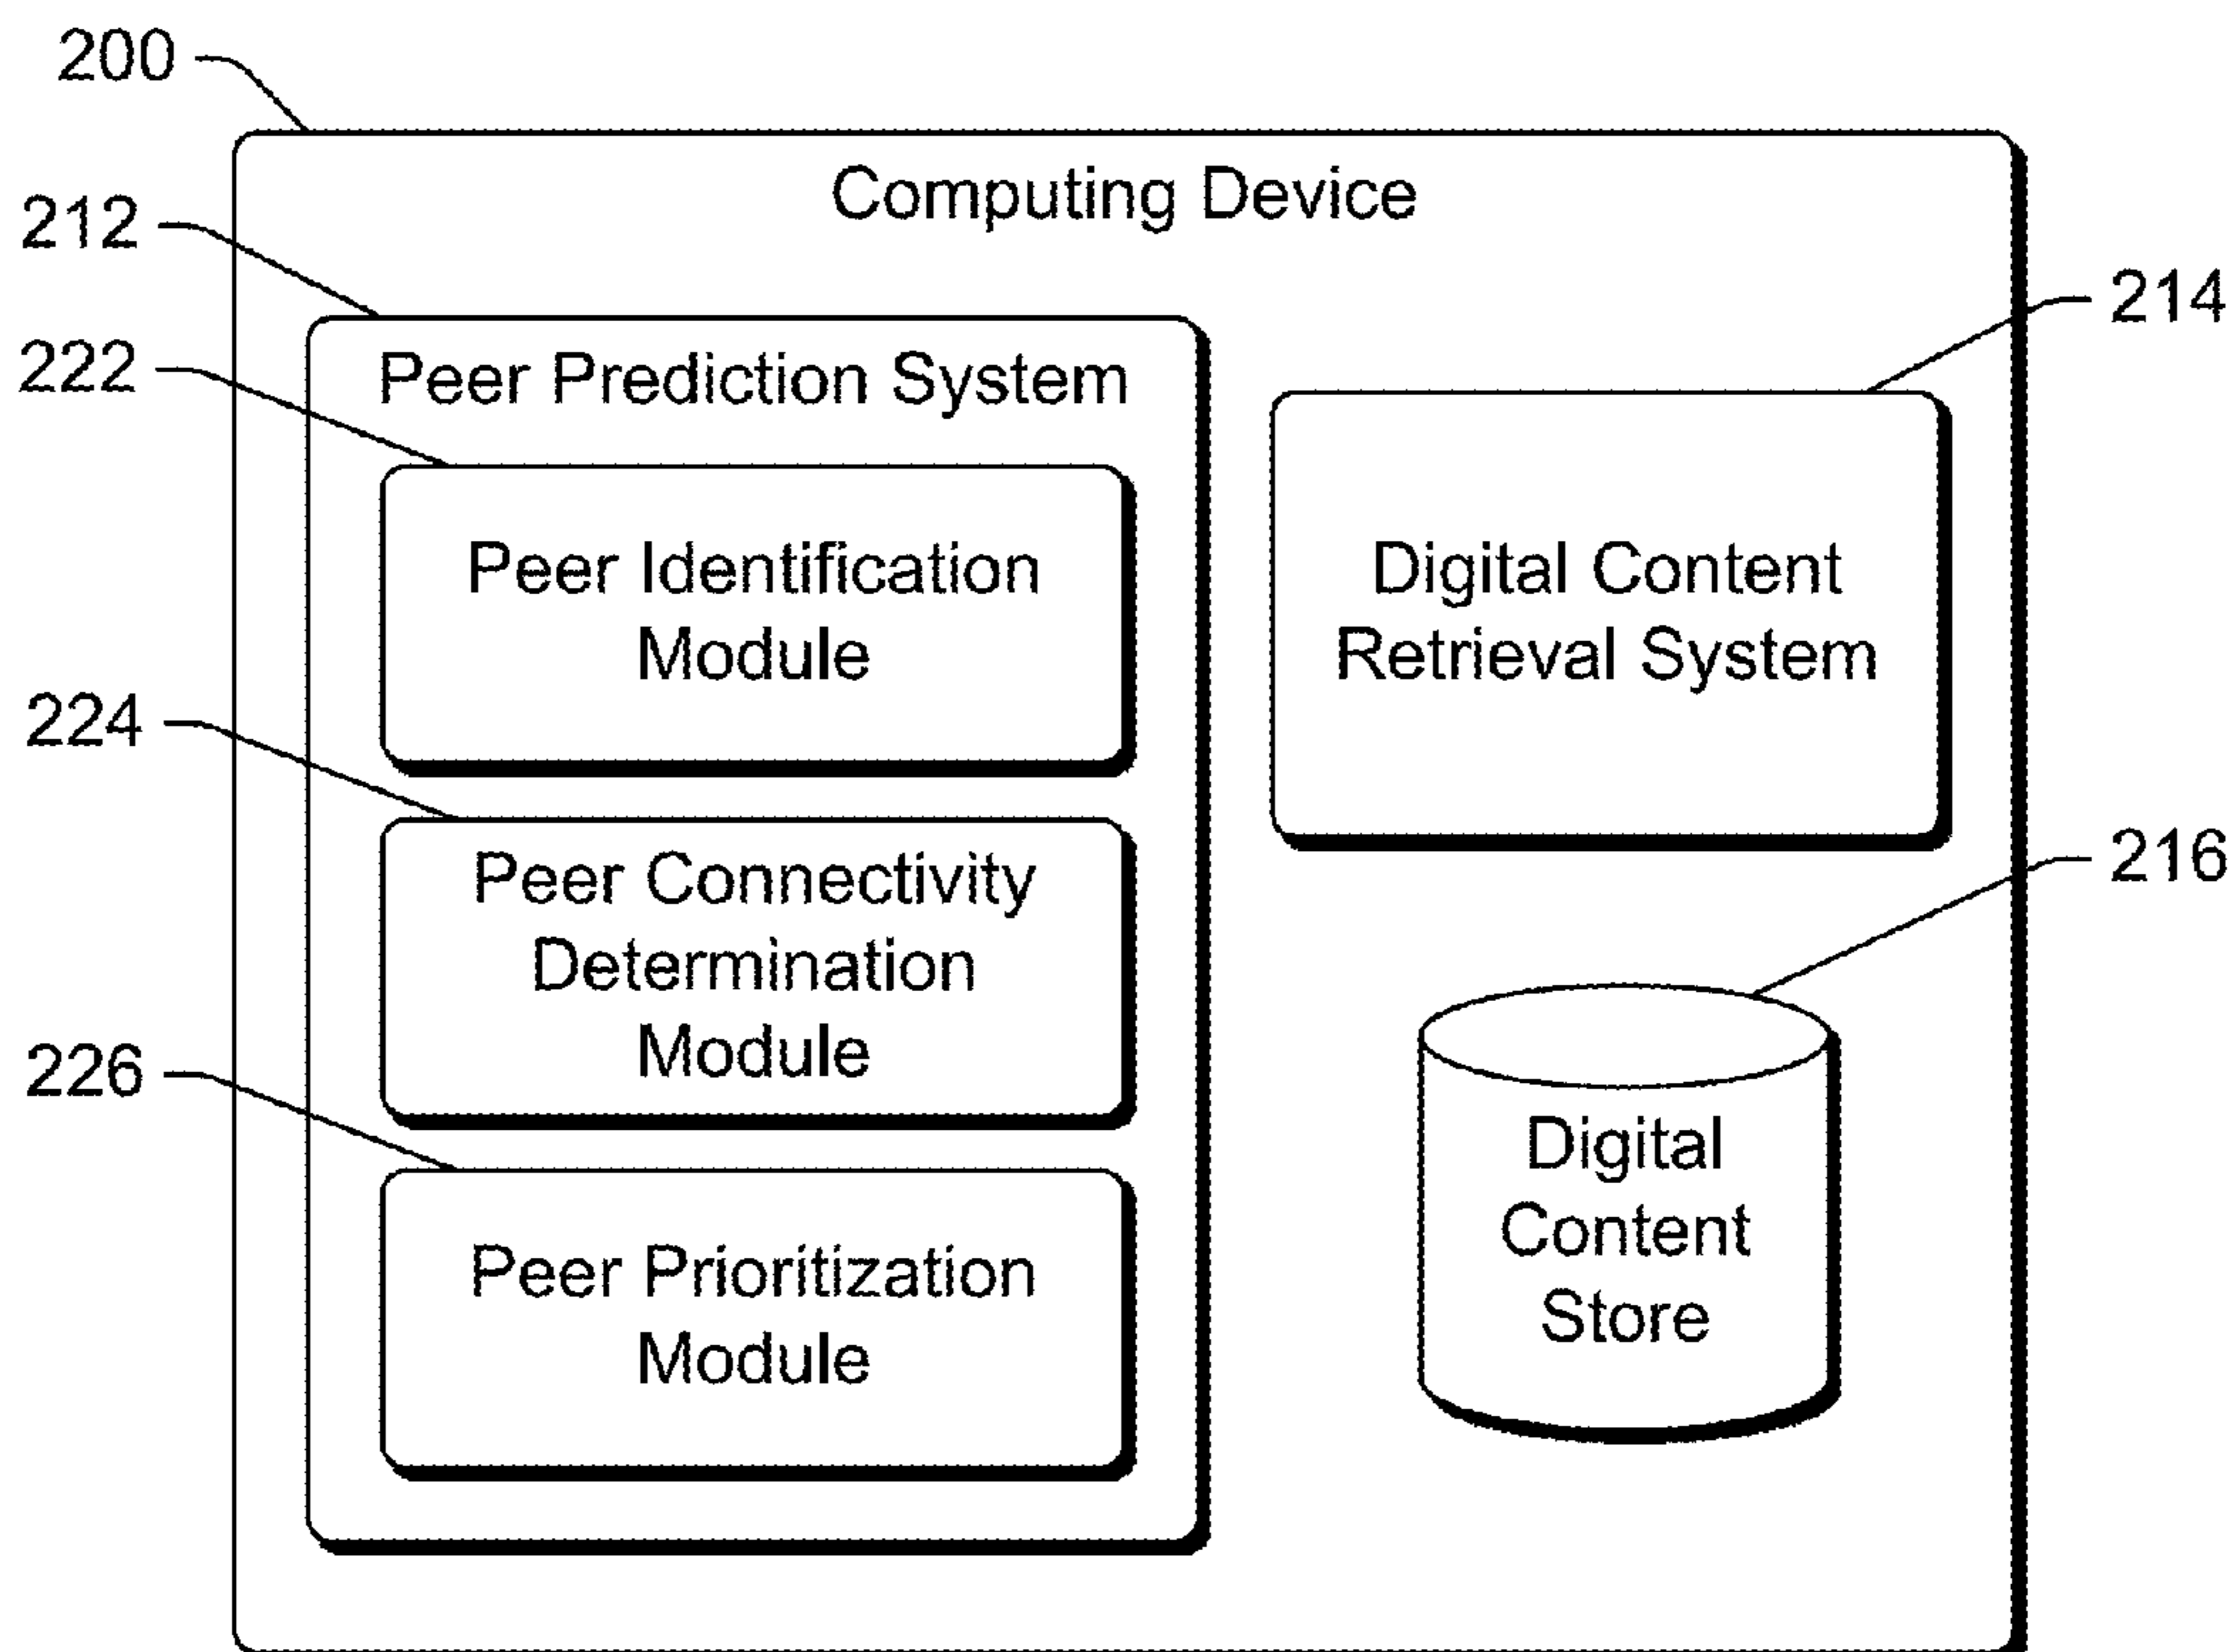 200
Computing Device
212
214
222
Peer Prediction System
Peer Identification
Module
Digital Content
Retrieval System
224
216
Peer Connectivity
Determination
Module
226
Peer Prioritization
Module
Digital
Content
Store